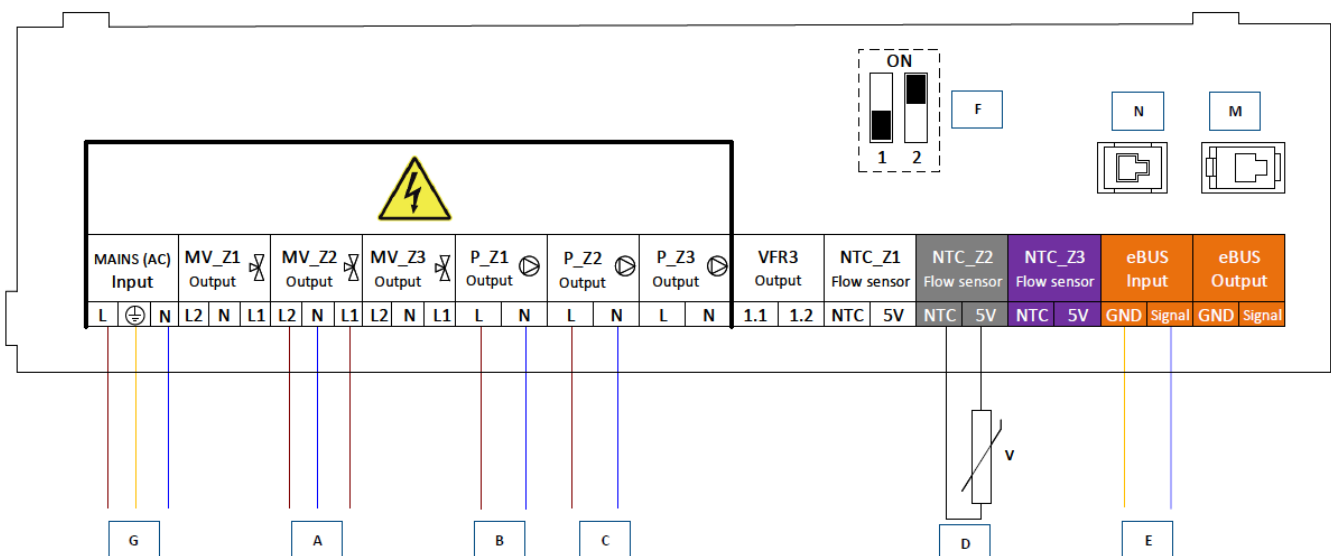 ON
1 2
F
N
M
MAINS (AC) Input
MV_Z1 Output
MV_Z2 Output
MV_Z3 Output
P_Z1 Output
P_Z2 Output
P_Z3 Output
VFR3 Output
NTC_Z1 Flow sensor
NTC_Z2 Flow sensor
NTC_Z3 Flow sensor
eBUS Input
eBUS Output
L N L2 N L1 L2 N L1 L2 N L1 L N L N L N 1.1 1.2 NTC 5V NTC 5V NTC 5V GND Signal GND Signal
V
G
A
B
C
D
E